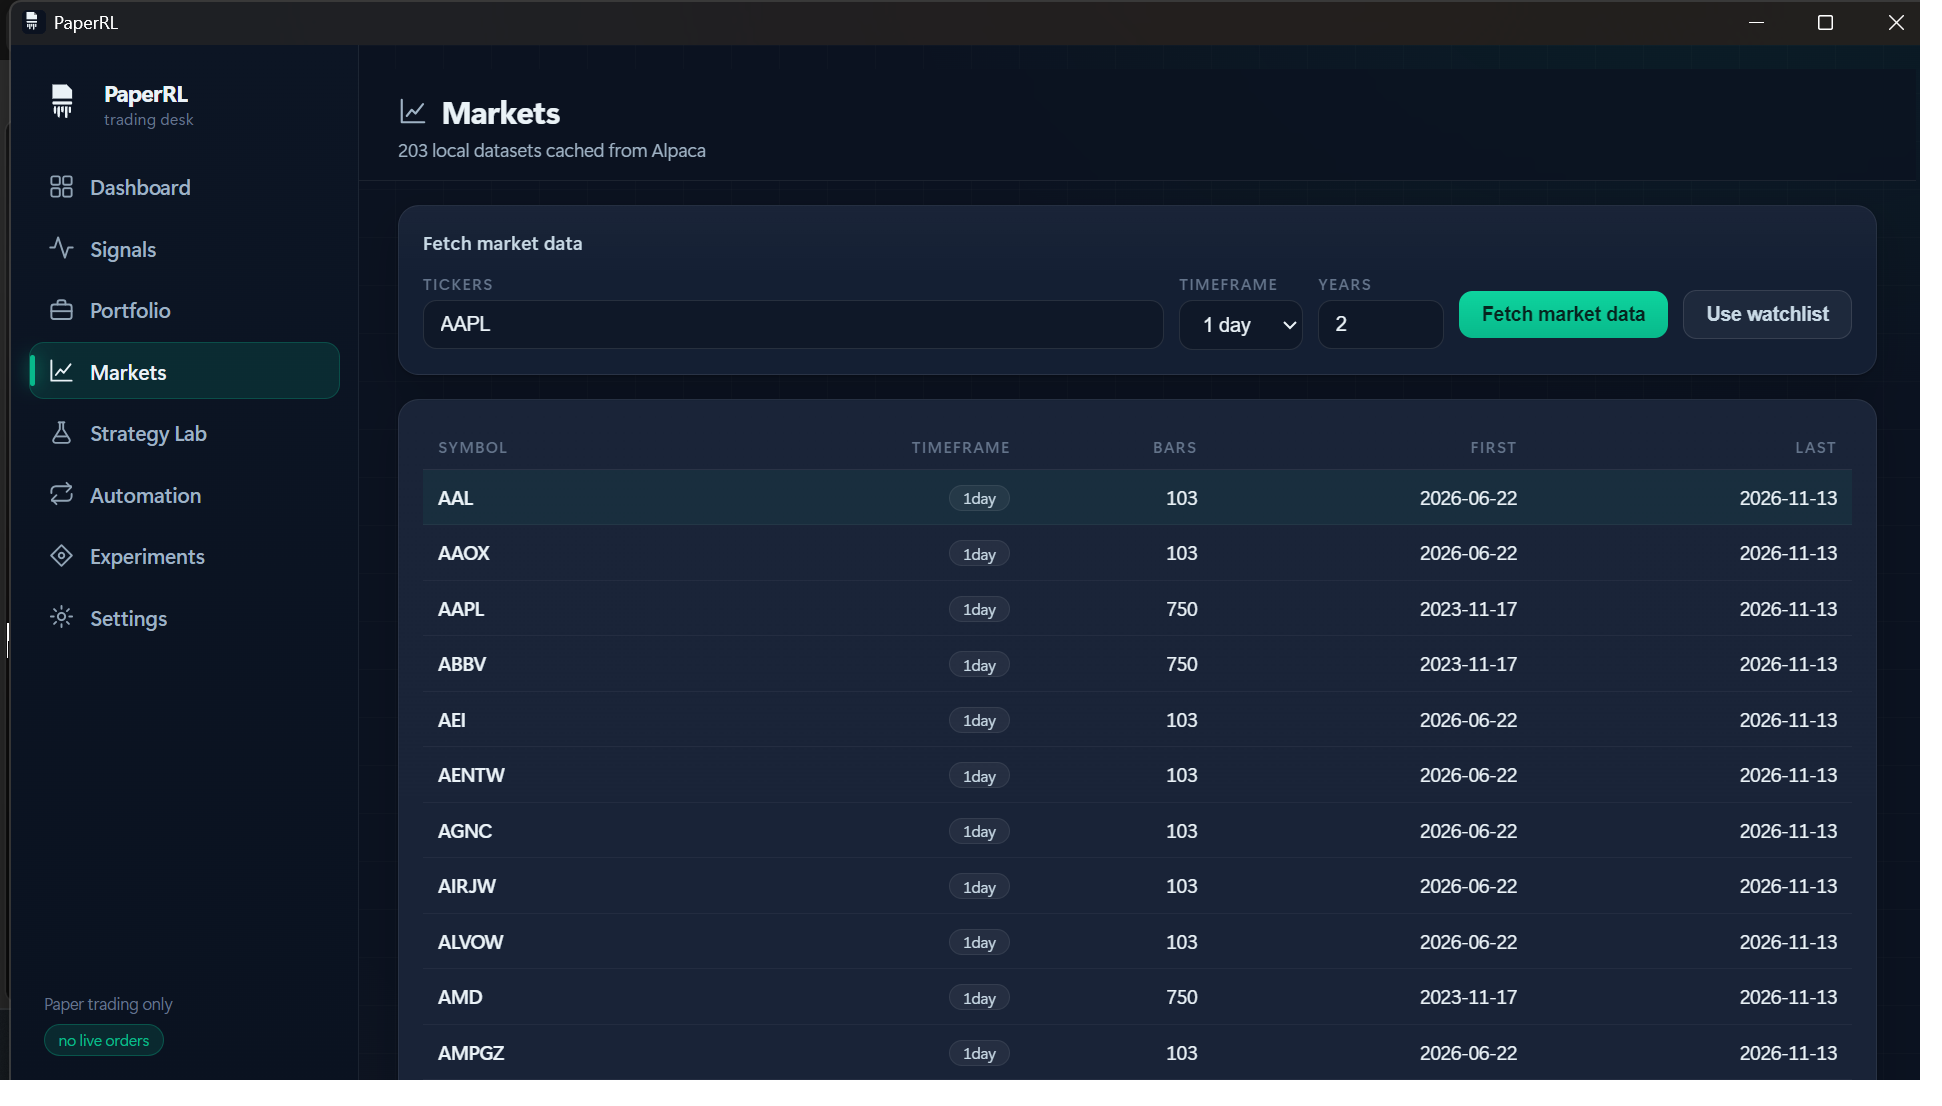 PaperRL
PaperRL
trading desk
Dashboard
Signals
Portfolio
Markets
Strategy Lab
Automation
Experiments
Settings
Paper trading only
no live orders
Markets
203 local datasets cached from Alpaca
Fetch market data
TICKERS TIMEFRAME YEARS
AAPL 1 day 2 Fetch market data Use watchlist
SYMBOL TIMEFRAME BARS FIRST LAST
AAL 1day 103 2026-06-22 2026-11-13
AAOX 1day 103 2026-06-22 2026-11-13
AAPL 1day 750 2023-11-17 2026-11-13
ABBV 1day 750 2023-11-17 2026-11-13
AEI 1day 103 2026-06-22 2026-11-13
AENTW 1day 103 2026-06-22 2026-11-13
AGNC 1day 103 2026-06-22 2026-11-13
AIRJW 1day 103 2026-06-22 2026-11-13
ALVOW 1day 103 2026-06-22 2026-11-13
AMD 1day 750 2023-11-17 2026-11-13
AMPGZ 1day 103 2026-06-22 2026-11-13